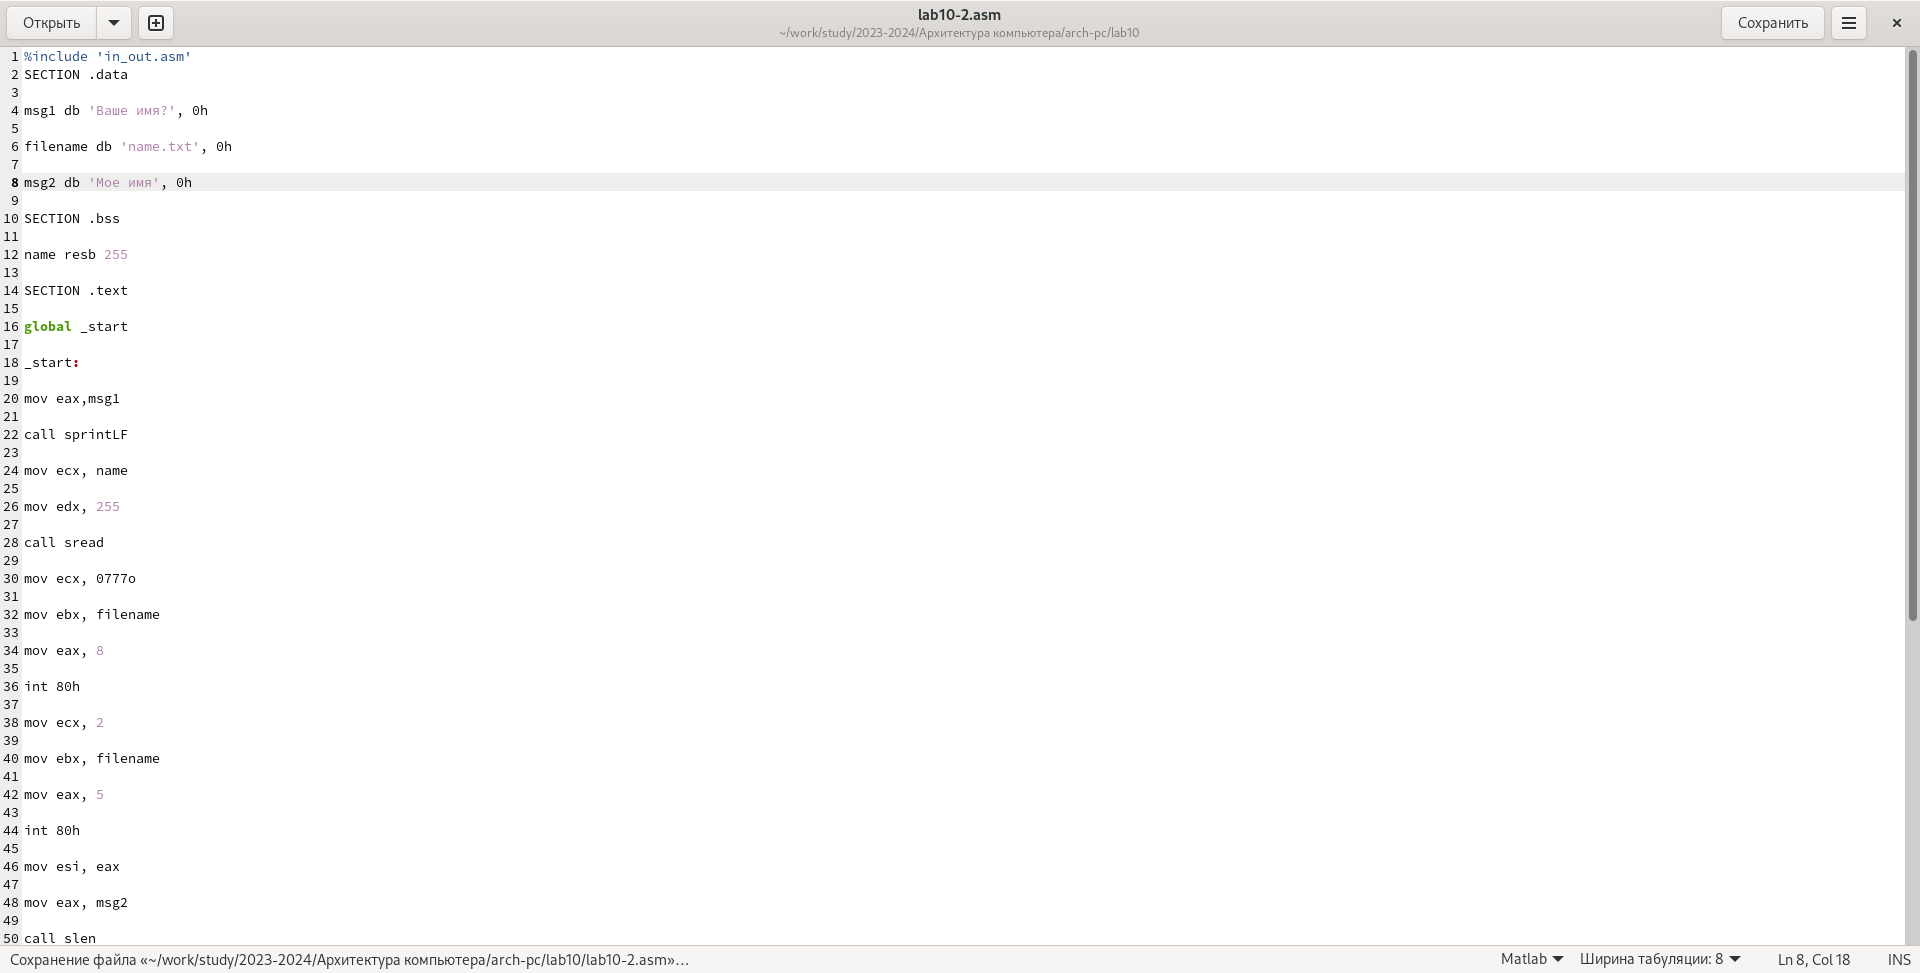 Открыть
lab10-2.asm
~/work/study/2023-2024/Архитектура компьютера/arch-pc/lab10
Сохранить
1 %include 'in_out.asm'
2 SECTION .data
3
4 msg1 db 'Ваше имя?', 0h
5
6 filename db 'name.txt', 0h
7
8 msg2 db 'Мое имя', 0h
9
10 SECTION .bss
11
12 name resb 255
13
14 SECTION .text
15
16 global _start
17
18 _start:
19
20 mov eax,msg1
21
22 call sprintLF
23
24 mov ecx, name
25
26 mov edx, 255
27
28 call sread
29
30 mov ecx, 0777o
31
32 mov ebx, filename
33
34 mov eax, 8
35
36 int 80h
37
38 mov ecx, 2
39
40 mov ebx, filename
41
42 mov eax, 5
43
44 int 80h
45
46 mov esi, eax
47
48 mov eax, msg2
49
50 call slen
Сохранение файла «~/work/study/2023-2024/Архитектура компьютера/arch-pc/lab10/lab10-2.asm»… Matlab Ширина табуляции: 8 Ln 8, Col 18 INS